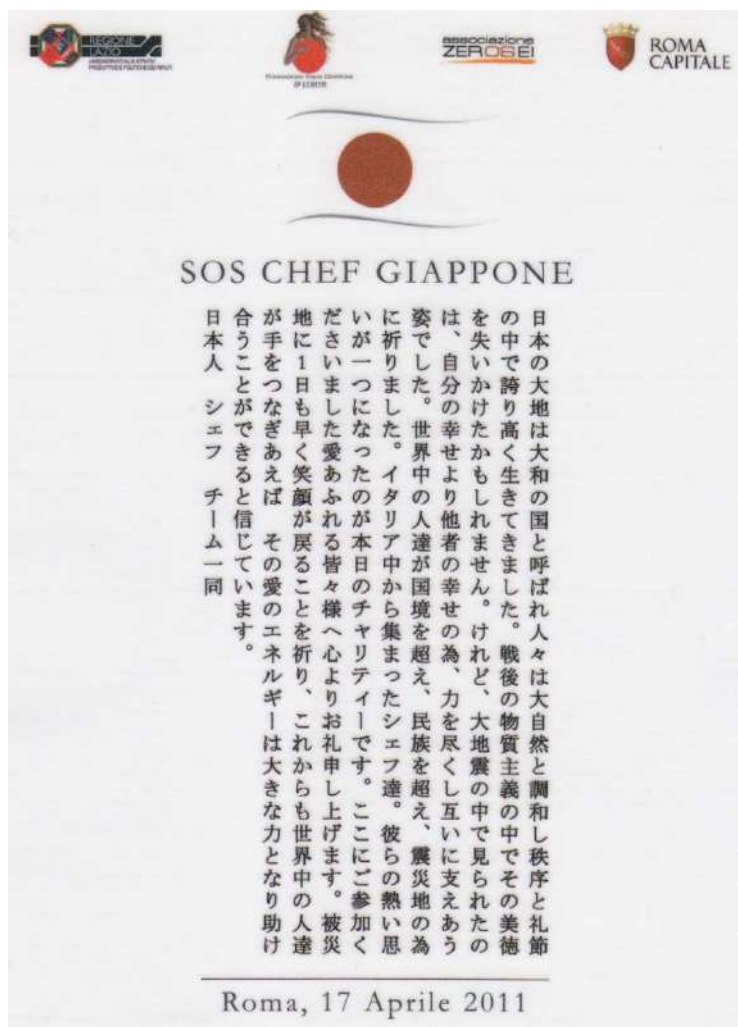 REGIONE
LAZIO
associazione
ZEROSEI
ROMA
CAPITALE
SOS CHEF GIAPPONE
日本の大地は大和の国と呼ばれ人々は大自然と調和し秩序と礼節
の中で誇り高く生きてきました。戦後の物質主義の中でその美徳
を失いかけたかもしれません。けれど、大地震の中で見られたの
は、自分の幸せより他者の幸せの為、力を尽くし互いに支えあう
姿でした。世界中の人達が国境を超え、民族を超え、震災地の為
に祈りました。イタリア中から集まったシェフ達。彼らの熱い思
いが一つになったのが本日のチャリティーです。ここにご参加く
ださいました愛あふれる皆々様へ心よりお礼申し上げます。被災
地に1日も早く笑顔が戻ることを祈り、これからも世界中の人達
が手をつなぎあえば　その愛のエネルギーは大きな力となり助け
合うことができると信じています。
日本人　シェフ　チーム一同
Roma, 17 Aprile 2011